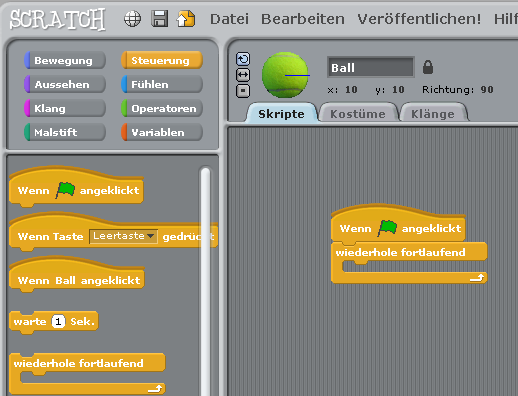 SCRATCH Datei Bearbeiten Veröffentlichen! Hilf
Bewegung Steuerung
Aussehen Fühlen
Klang Operatoren
Malstift Variablen
Ball
x: 10 y: 10 Richtung: 90
Skripte Kostüme Klänge
Wenn angeklickt
Wenn Taste Leertaste gedrückt
Wenn Ball angeklickt
warte 1 Sek.
wiederhole fortlaufend
Wenn angeklickt
wiederhole fortlaufend